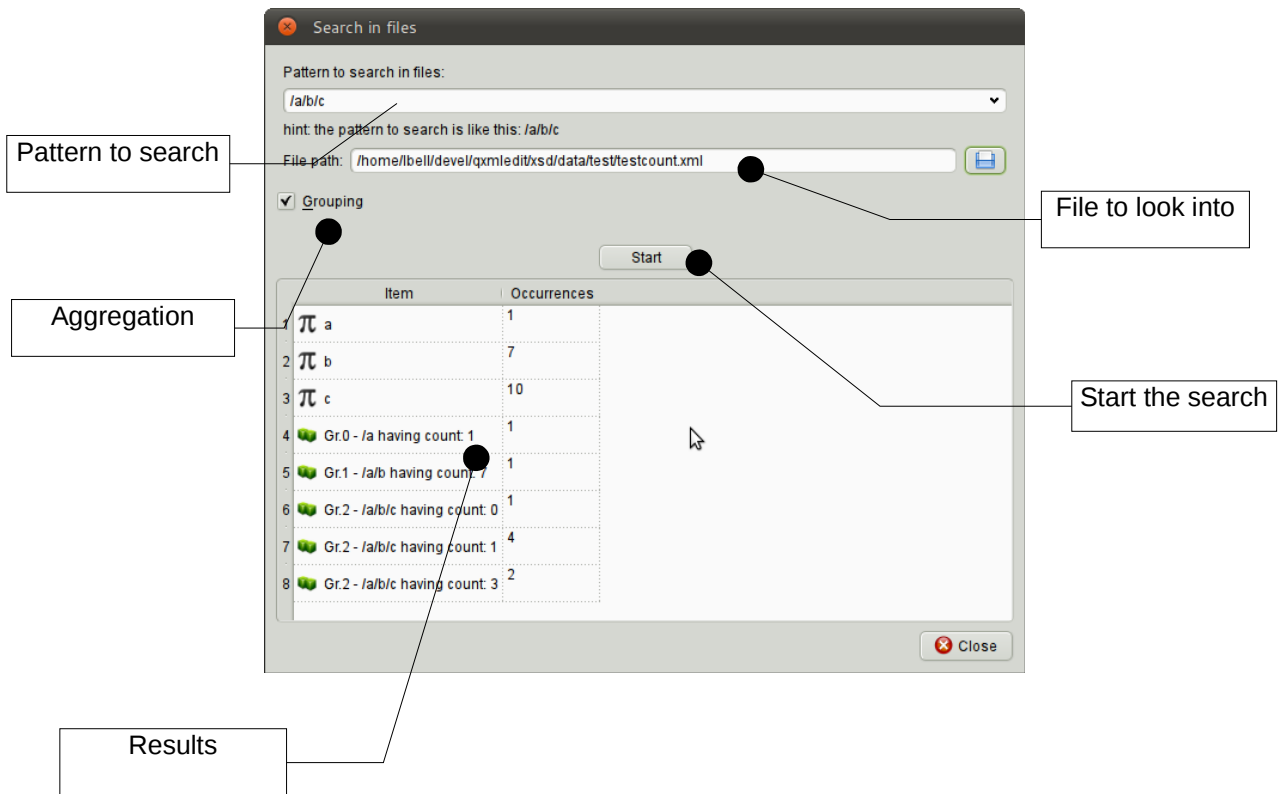 Search in files
Pattern to search in files:
/a/b/c
hint: the pattern to search is like this: /a/b/c
Pattern to search
File path: /home/lbell/devel/qxmledit/xsd/data/test/testcount.xml
File to look into
Grouping
Start
Aggregation
Item Occurrences
1 π a 1
2 π b 7
3 π c 10
Start the search
4 Gr.0 - /a having count: 1 1
5 Gr.1 - /a/b having count: 7 1
6 Gr.2 - /a/b/c having count: 0 1
7 Gr.2 - /a/b/c having count: 1 4
8 Gr.2 - /a/b/c having count: 3 2
Close
Results